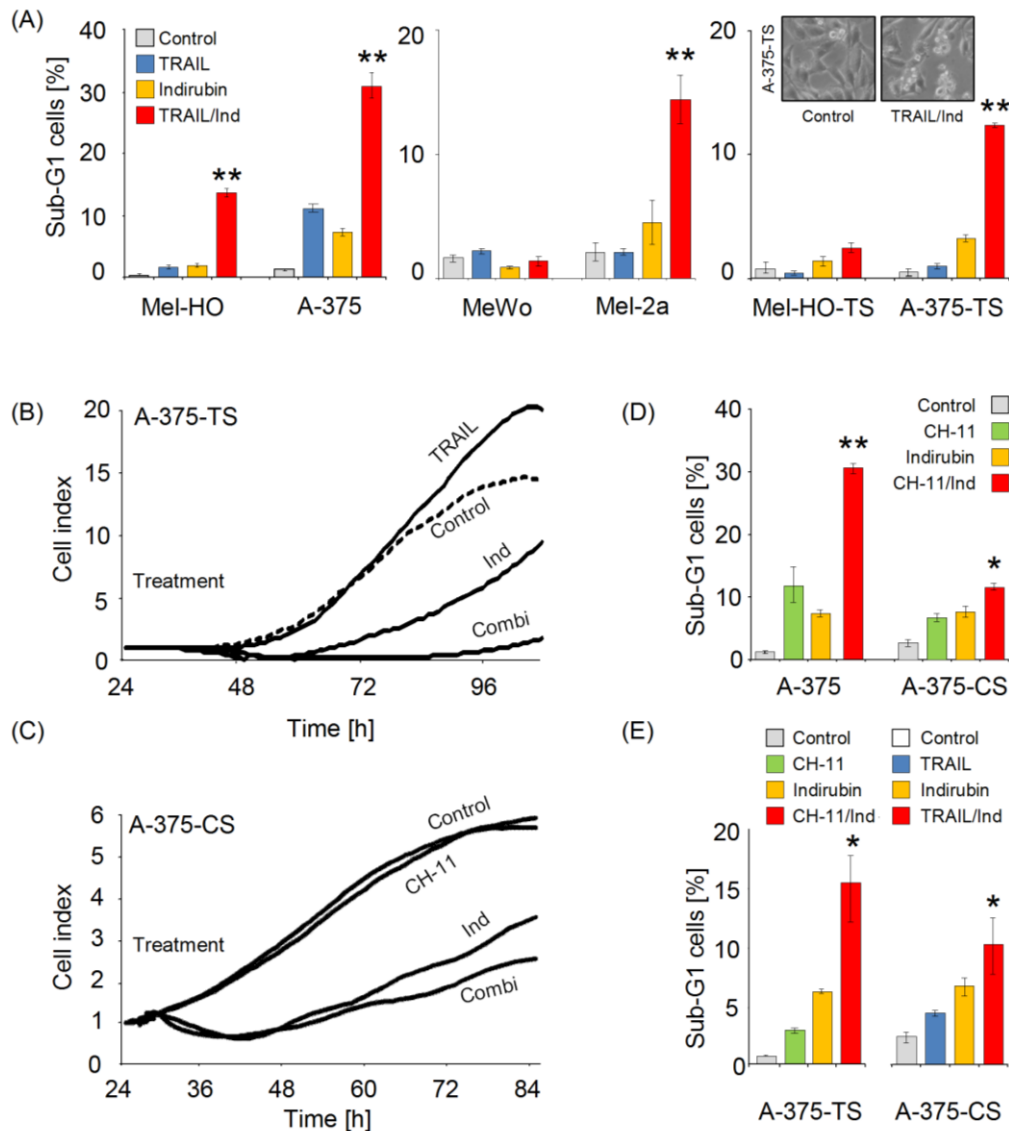 (A)
Sub-G1 cells [%]
40
30
20
10
0
Control
TRAIL
Indirubin
TRAIL/Ind
**
**
Mel-HO
A-375
20
10
0
**
MeWo
Mel-2a
20
10
0
A-375-TS
Control
TRAIL/Ind
**
Mel-HO-TS
A-375-TS
(B)
A-375-TS
Cell index
20
15
10
5
0
Treatment
TRAIL
Control
Ind
Combi
24
48
72
96
Time [h]
(C)
A-375-CS
Cell index
6
5
4
3
2
1
0
Treatment
Control
CH-11
Ind
Combi
24
36
48
60
72
84
Time [h]
(D)
Sub-G1 cells [%]
40
30
20
10
0
Control
CH-11
Indirubin
CH-11/Ind
**
*
A-375
A-375-CS
(E)
Control
CH-11
Indirubin
CH-11/Ind
Control
TRAIL
Indirubin
TRAIL/Ind
Sub-G1 cells [%]
20
15
10
5
0
*
*
A-375-TS
A-375-CS